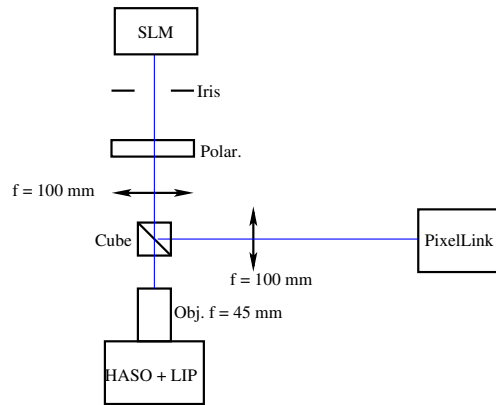 SLM
Iris
Polar.
f = 100 mm
Cube
PixelLink
f = 100 mm
Obj. f = 45 mm
HASO + LIP